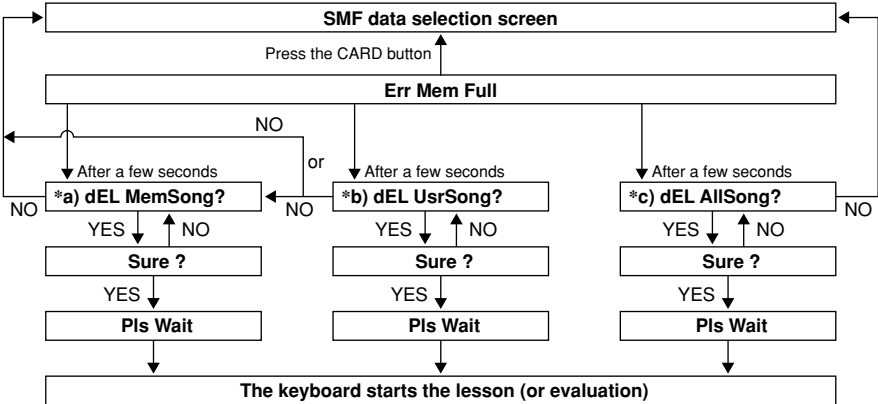 SMF data selection screen
Press the CARD button
Err Mem Full
NO
or
After a few seconds
After a few seconds
After a few seconds
*a) dEL MemSong?
*b) dEL UsrSong?
*c) dEL AllSong?
NO
NO
NO
YES
NO
YES
NO
YES
NO
Sure ?
Sure ?
Sure ?
YES
YES
YES
Pls Wait
Pls Wait
Pls Wait
The keyboard starts the lesson (or evaluation)